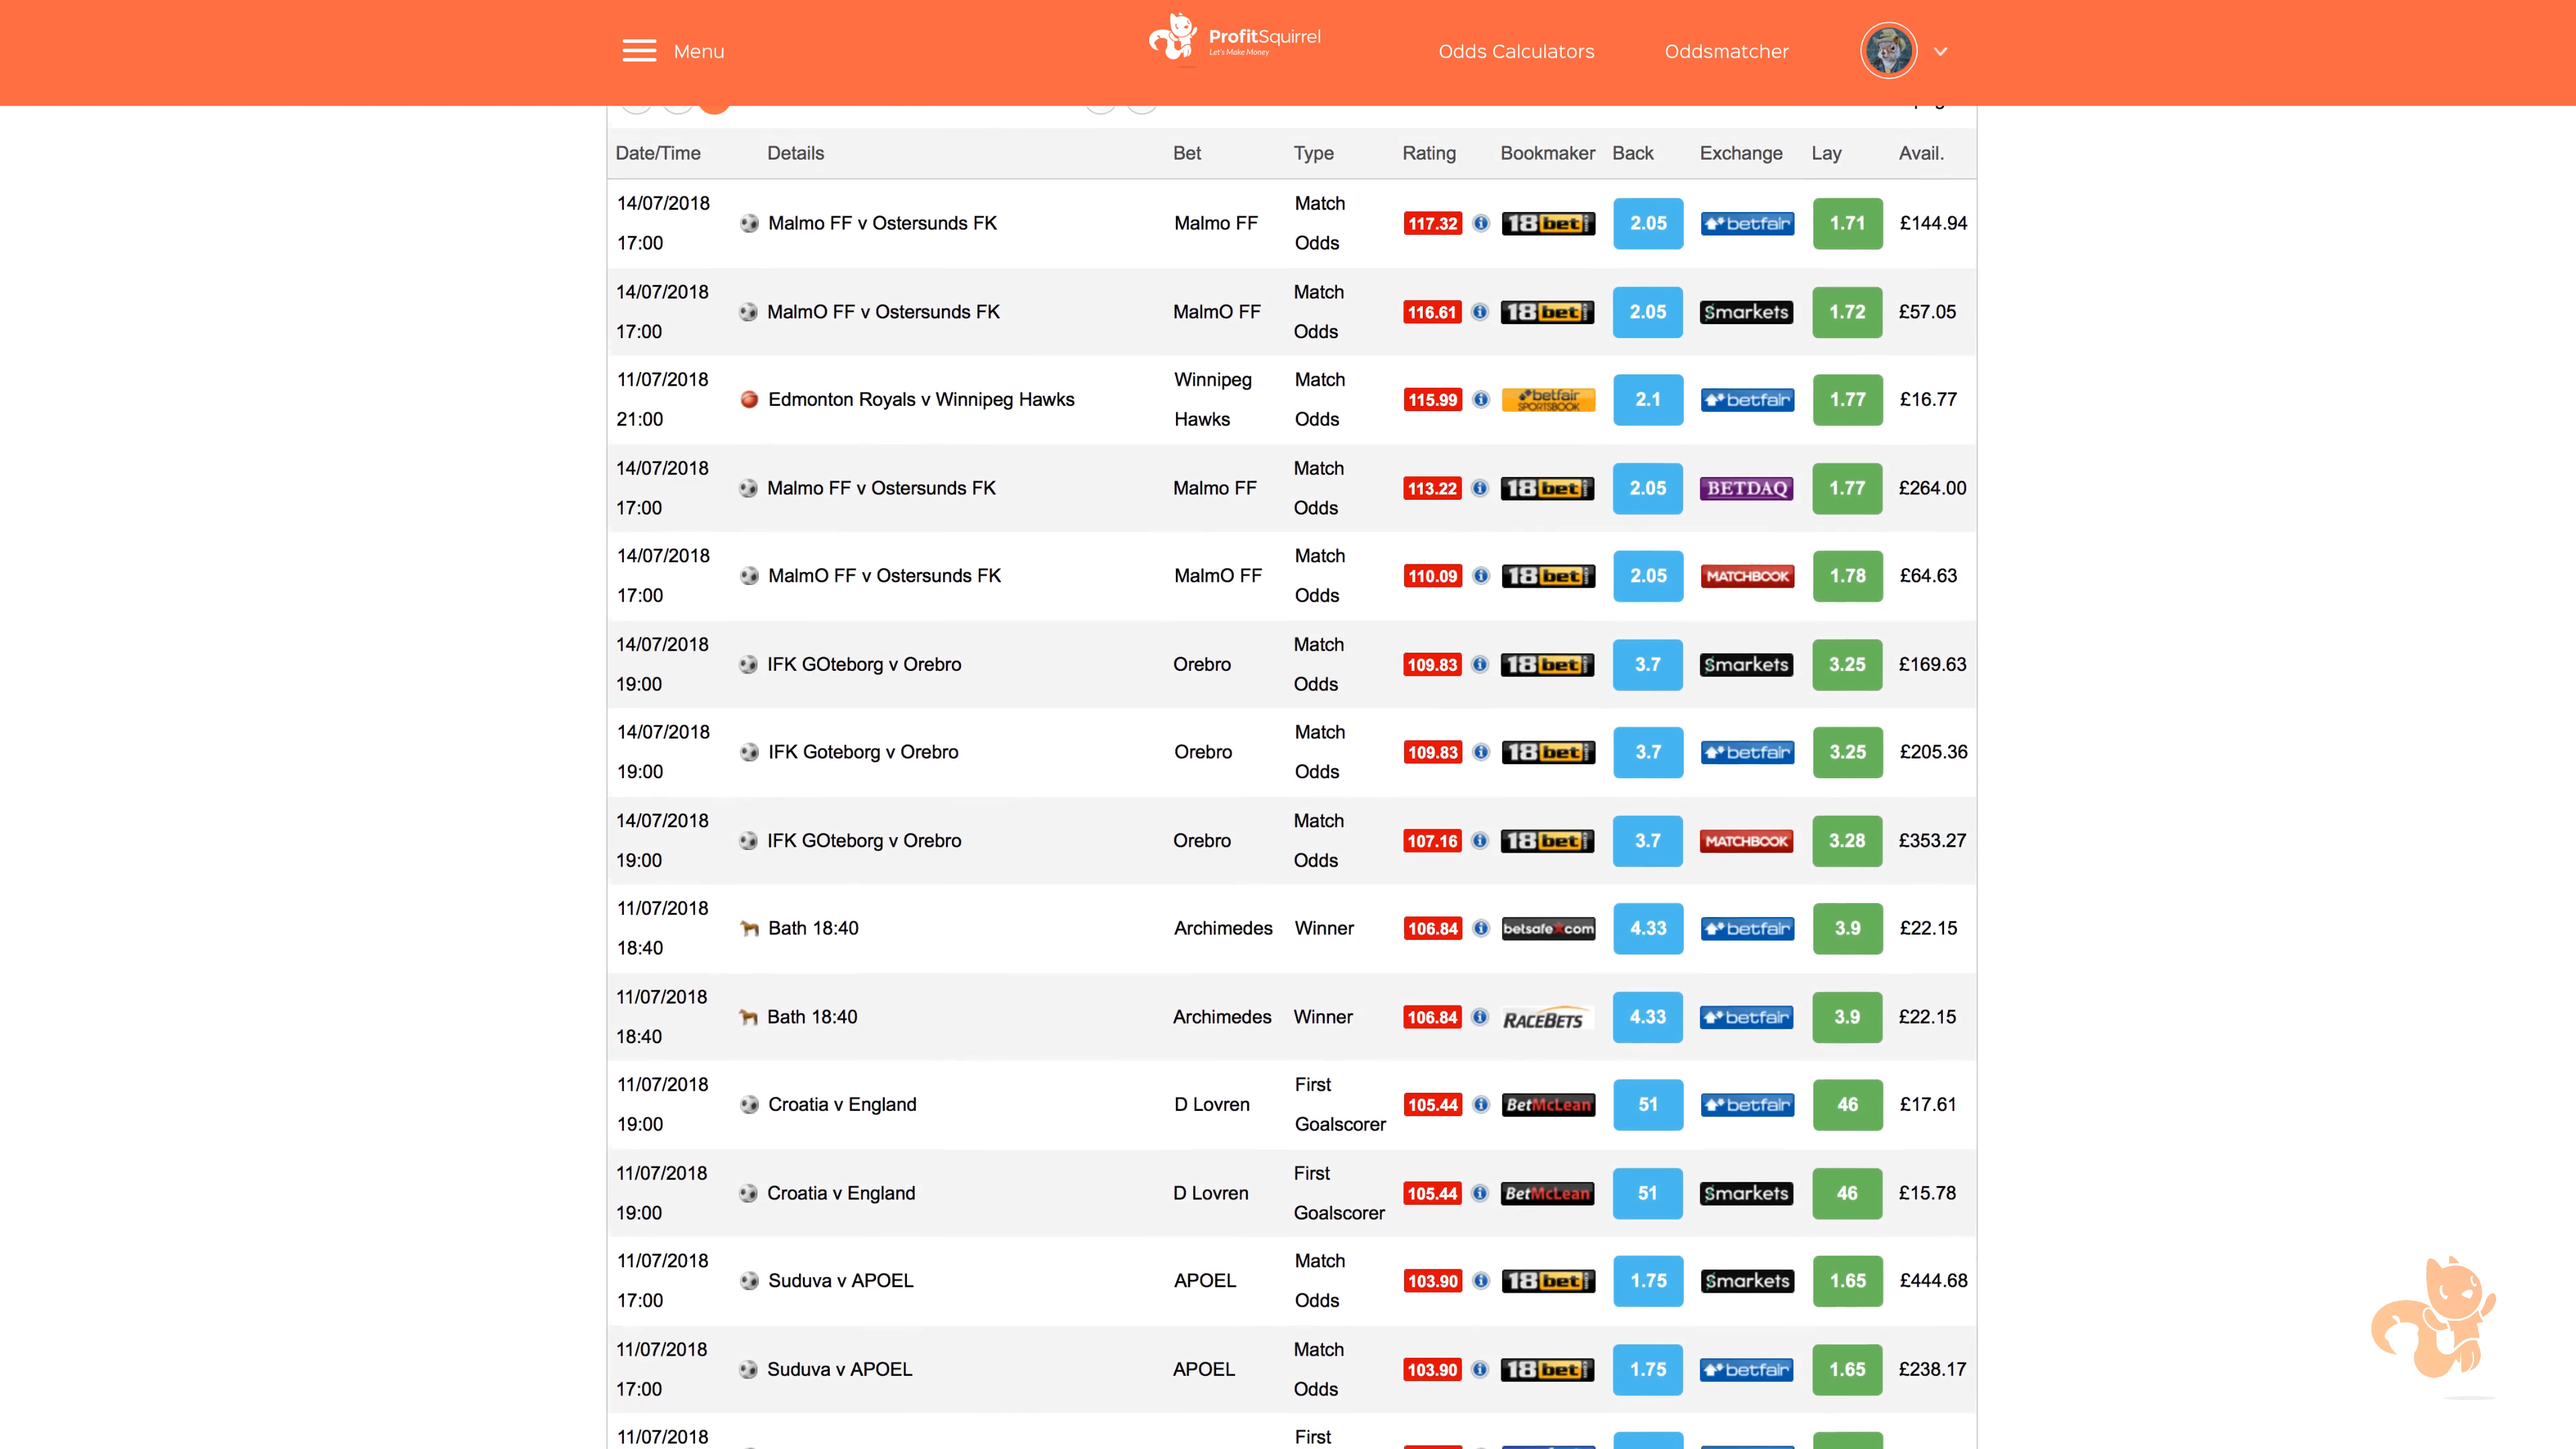 Menu
ProfitSquirrel
Let's Make Money
Odds Calculators
Oddsmatcher
Date/Time Details Bet Type Rating Bookmaker Back Exchange Lay Avail.
14/07/2018 17:00 Malmo FF v Ostersunds FK Malmo FF Match Odds 117.32 18bet 2.05 betfair 1.71 £144.94
14/07/2018 17:00 MalmO FF v Ostersunds FK MalmO FF Match Odds 116.61 18bet 2.05 Smarkets 1.72 £57.05
11/07/2018 21:00 Edmonton Royals v Winnipeg Hawks Winnipeg Hawks Match Odds 115.99 betfair SPORTSBOOK 2.1 betfair 1.77 £16.77
14/07/2018 17:00 Malmo FF v Ostersunds FK Malmo FF Match Odds 113.22 18bet 2.05 BETDAQ 1.77 £264.00
14/07/2018 17:00 MalmO FF v Ostersunds FK MalmO FF Match Odds 110.09 18bet 2.05 MATCHBOOK 1.78 £64.63
14/07/2018 19:00 IFK GOteborg v Orebro Orebro Match Odds 109.83 18bet 3.7 Smarkets 3.25 £169.63
14/07/2018 19:00 IFK Goteborg v Orebro Orebro Match Odds 109.83 18bet 3.7 betfair 3.25 £205.36
14/07/2018 19:00 IFK GOteborg v Orebro Orebro Match Odds 107.16 18bet 3.7 MATCHBOOK 3.28 £353.27
11/07/2018 18:40 Bath 18:40 Archimedes Winner 106.84 betsafe.com 4.33 betfair 3.9 £22.15
11/07/2018 18:40 Bath 18:40 Archimedes Winner 106.84 RACEBETS 4.33 betfair 3.9 £22.15
11/07/2018 19:00 Croatia v England D Lovren First Goalscorer 105.44 BetMcLean 51 betfair 46 £17.61
11/07/2018 19:00 Croatia v England D Lovren First Goalscorer 105.44 BetMcLean 51 Smarkets 46 £15.78
11/07/2018 17:00 Suduva v APOEL APOEL Match Odds 103.90 18bet 1.75 Smarkets 1.65 £444.68
11/07/2018 17:00 Suduva v APOEL APOEL Match Odds 103.90 18bet 1.75 betfair 1.65 £238.17
11/07/2018 First